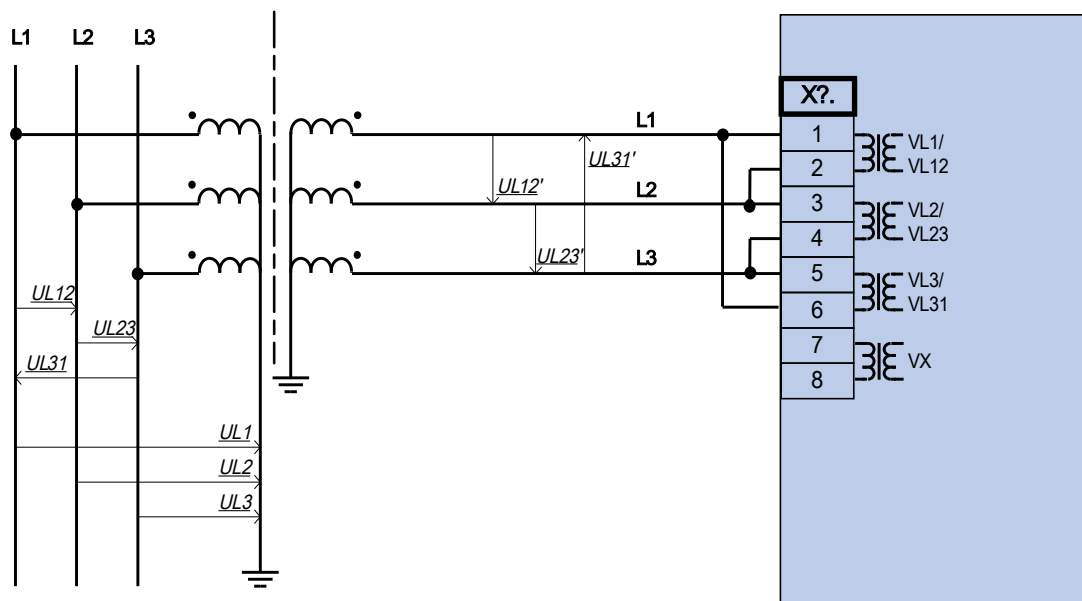 L1 L2 L3
X?.
L1
1
VL1/
VL12
2
UL31'
UL12'
L2
3
VL2/
VL23
4
UL23'
L3
5
VL3/
VL31
6
UL12
UL23
UL31
7
VX
8
UL1
UL2
UL3